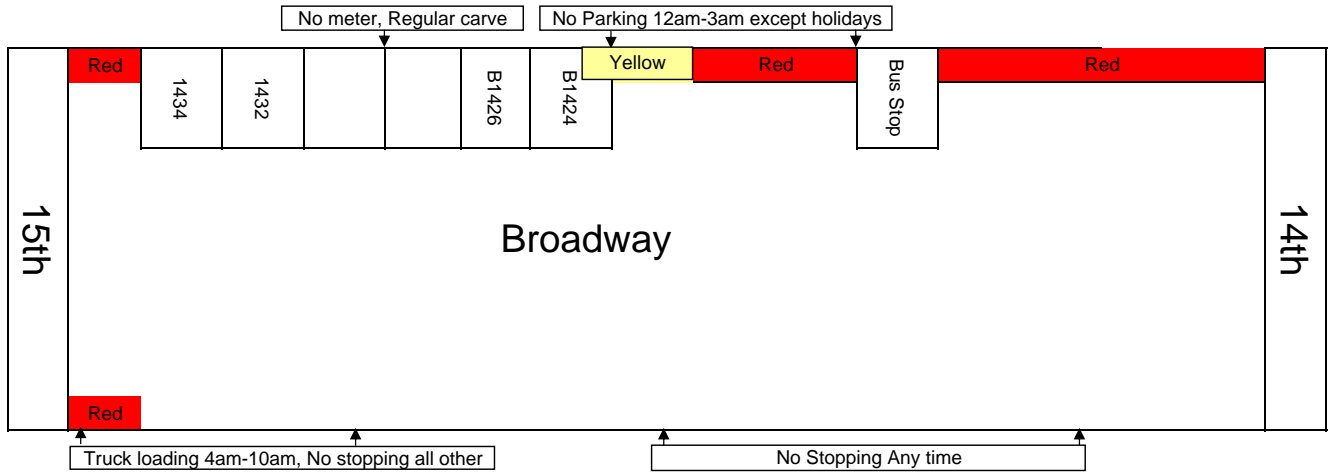 No meter, Regular carve
No Parking 12am-3am except holidays
Red
1434
1432
B1426
B1424
Yellow
Red
Bus Stop
Red
15th
Broadway
14th
Red
Truck loading 4am-10am, No stopping all other
No Stopping Any time